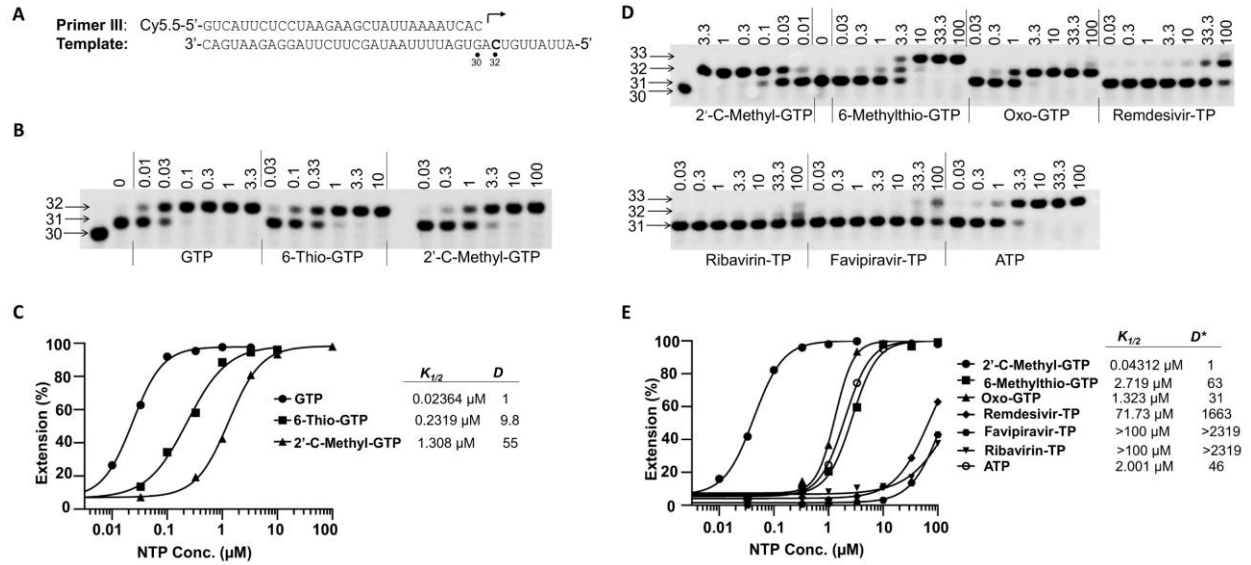 A
Primer III: Cy5.5-5'-GUCAUUCUCCUAAGAAGCUAUUAAAAUCAC
Template: 3'-CAGUAAGAGGAUUCUUCGAUAAUUUUAGUGACUGUUAUUA-5'
30 32
B
0 0.01 0.03 0.1 0.3 1 3.3 0.03 0.1 0.33 1 3.3 10 0.03 0.3 1 3.3 10 100
32
31
30
GTP 6-Thio-GTP 2'-C-Methyl-GTP
C
Extension (%)
100
80
60
40
20
0
0.01 0.1 1 10 100
NTP Conc. (µM)
K1/2 D
GTP 0.02364 µM 1
6-Thio-GTP 0.2319 µM 9.8
2'-C-Methyl-GTP 1.308 µM 55
D
3.3 1 0.3 0.1 0.03 0.01 0 0.03 0.3 1 3.3 10 33.3 100 0.03 0.3 1 3.3 10 33.3 100 0.03 0.3 1 3.3 10 33.3 100
33
32
31
30
2'-C-Methyl-GTP 6-Methylthio-GTP Oxo-GTP Remdesivir-TP
0.03 0.3 1 3.3 10 33.3 100 0.03 0.3 1 3.3 10 33.3 100 0.03 0.3 1 3.3 10 33.3 100
33
32
31
Ribavirin-TP Favipiravir-TP ATP
E
Extension (%)
100
80
60
40
20
0
0.01 0.1 1 10 100
NTP Conc. (µM)
K1/2 D*
2'-C-Methyl-GTP 0.04312 µM 1
6-Methylthio-GTP 2.719 µM 63
Oxo-GTP 1.323 µM 31
Remdesivir-TP 71.73 µM 1663
Favipiravir-TP >100 µM >2319
Ribavirin-TP >100 µM >2319
ATP 2.001 µM 46